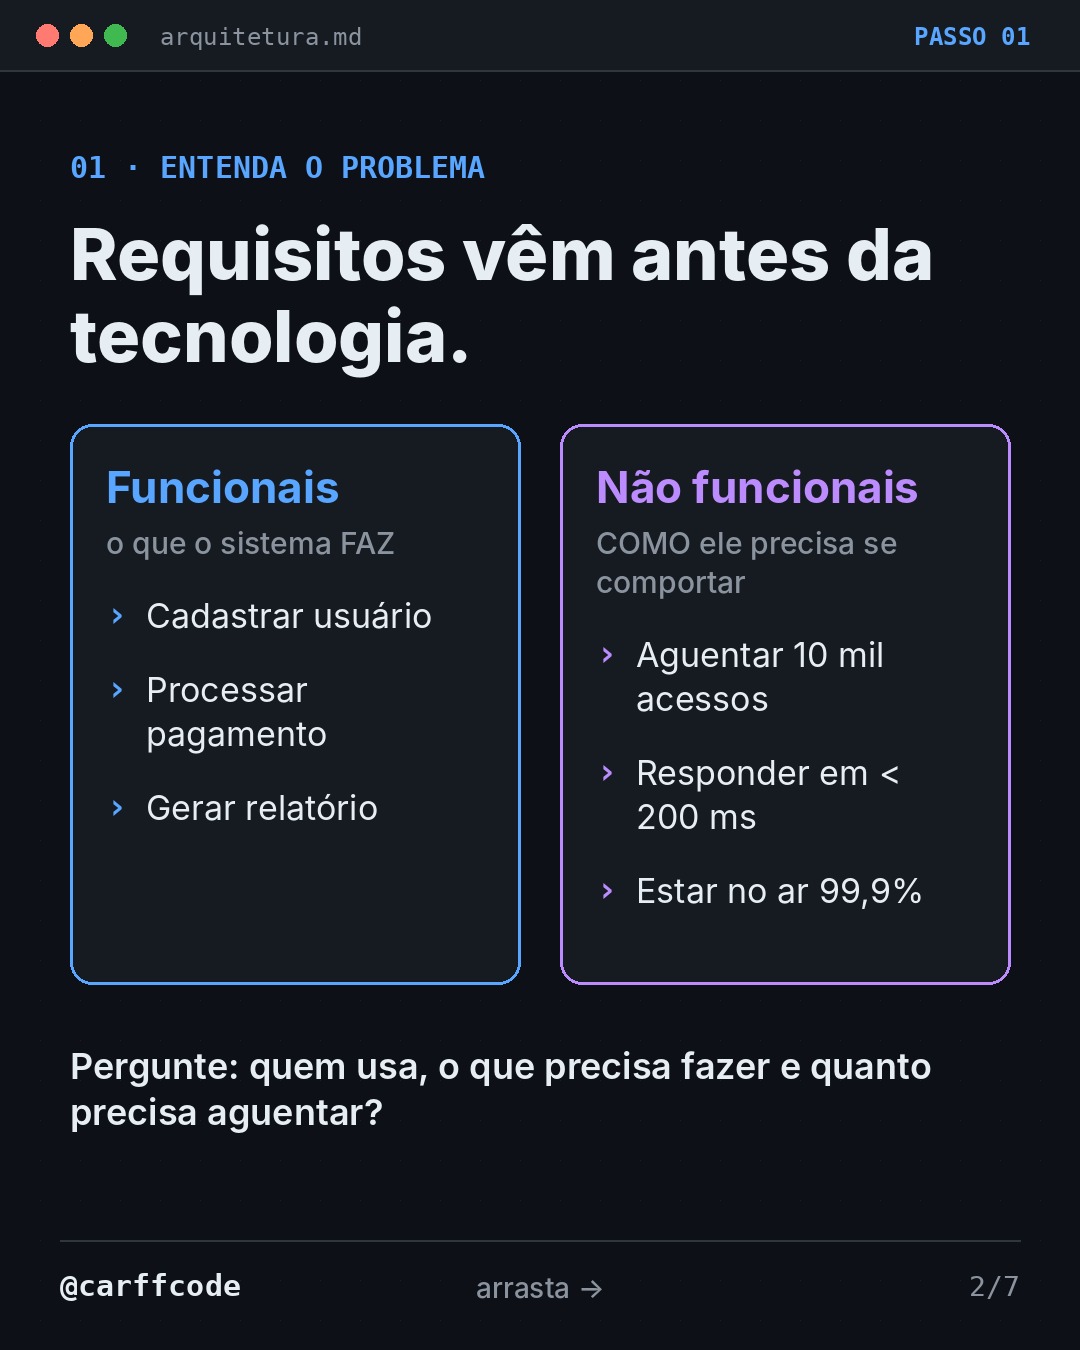 arquitetura.md
PASSO 01
01 · ENTENDA O PROBLEMA
Requisitos vêm antes da
tecnologia.
Funcionais
o que o sistema FAZ
› Cadastrar usuário
› Processar
pagamento
› Gerar relatório
Não funcionais
COMO ele precisa se
comportar
› Aguentar 10 mil
acessos
› Responder em <
200 ms
› Estar no ar 99,9%
Pergunte: quem usa, o que precisa fazer e quanto
precisa aguentar?
@carffcode
arrasta →
2/7